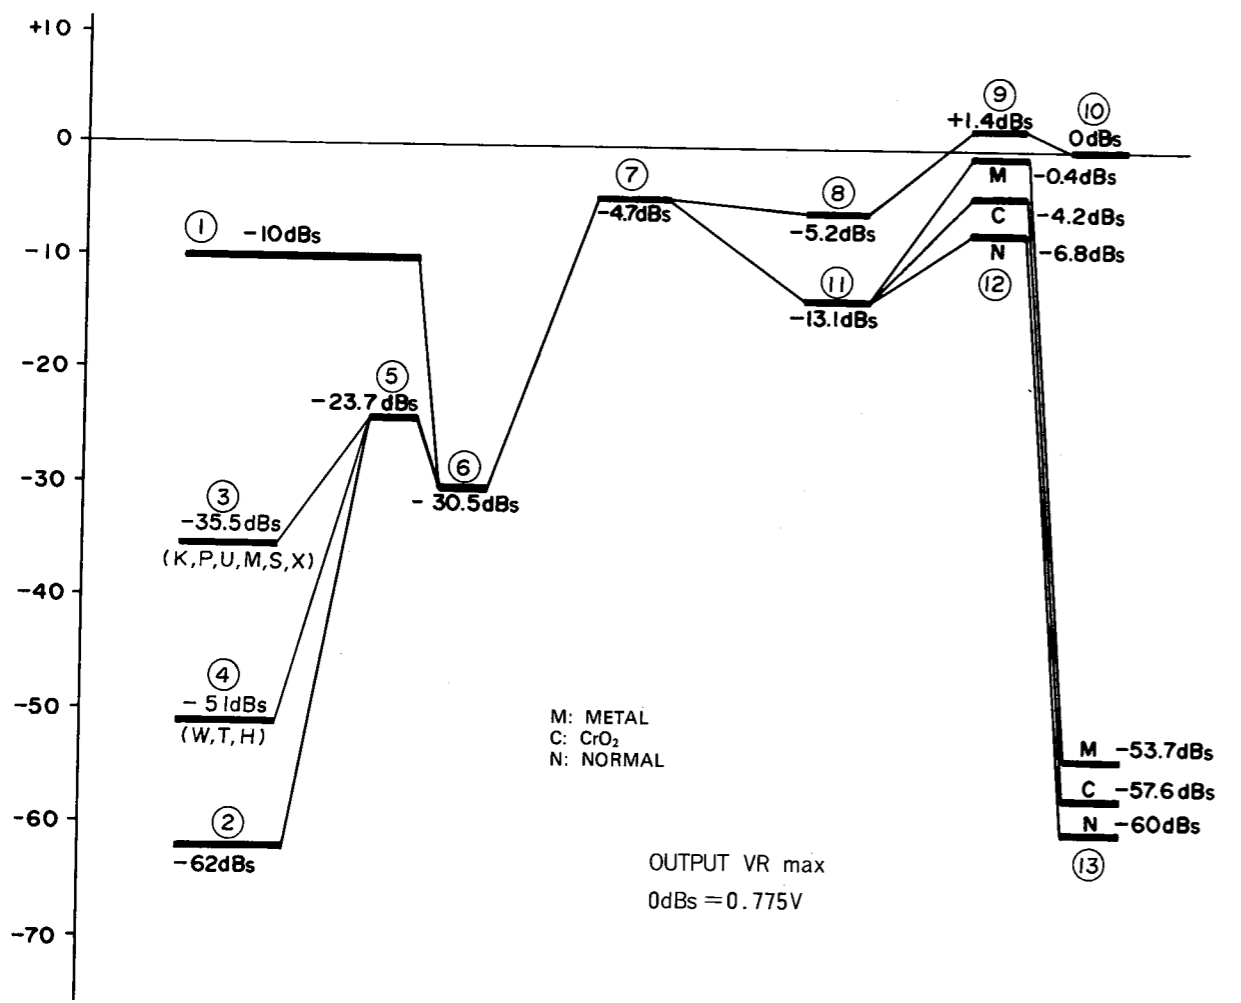 +10
0
-10
-20
-30
-40
-50
-60
-70
① -10dBs
② -62dBs
③ -35.5dBs
(K,P,U,M,S,X)
④ -51dBs
(W,T,H)
⑤ -23.7dBs
⑥ -30.5dBs
⑦ -4.7dBs
⑧ -5.2dBs
⑨ +1.4dBs
⑩ 0dBs
⑪ -13.1dBs
M -0.4dBs
C -4.2dBs
N -6.8dBs
⑫
M -53.7dBs
C -57.6dBs
N -60dBs
⑬
M: METAL
C: CrO₂
N: NORMAL
OUTPUT VR max
0dBs=0.775V